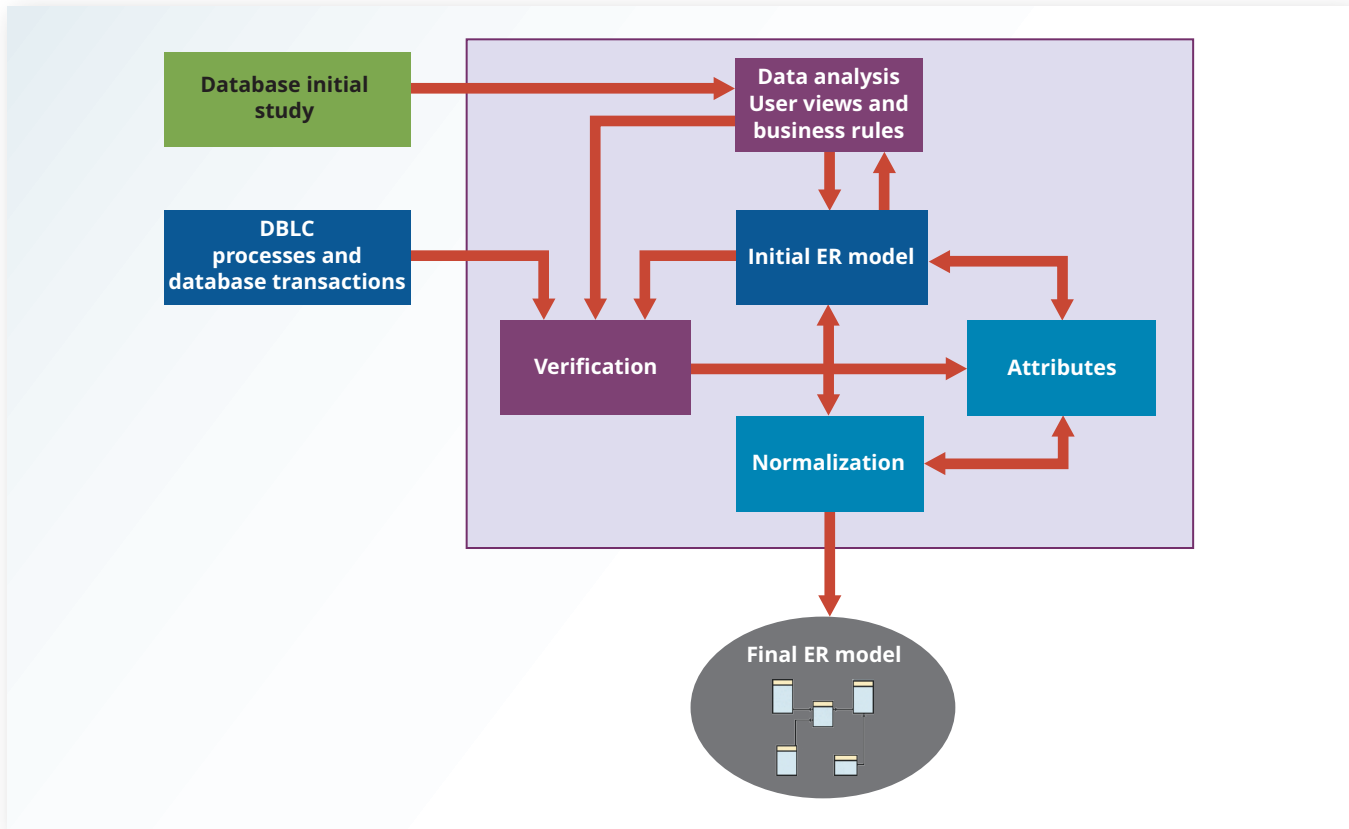 Database initial
study
Data analysis
User views and
business rules
DBLC
processes and
database transactions
Initial ER model
Verification
Attributes
Normalization
Final ER model